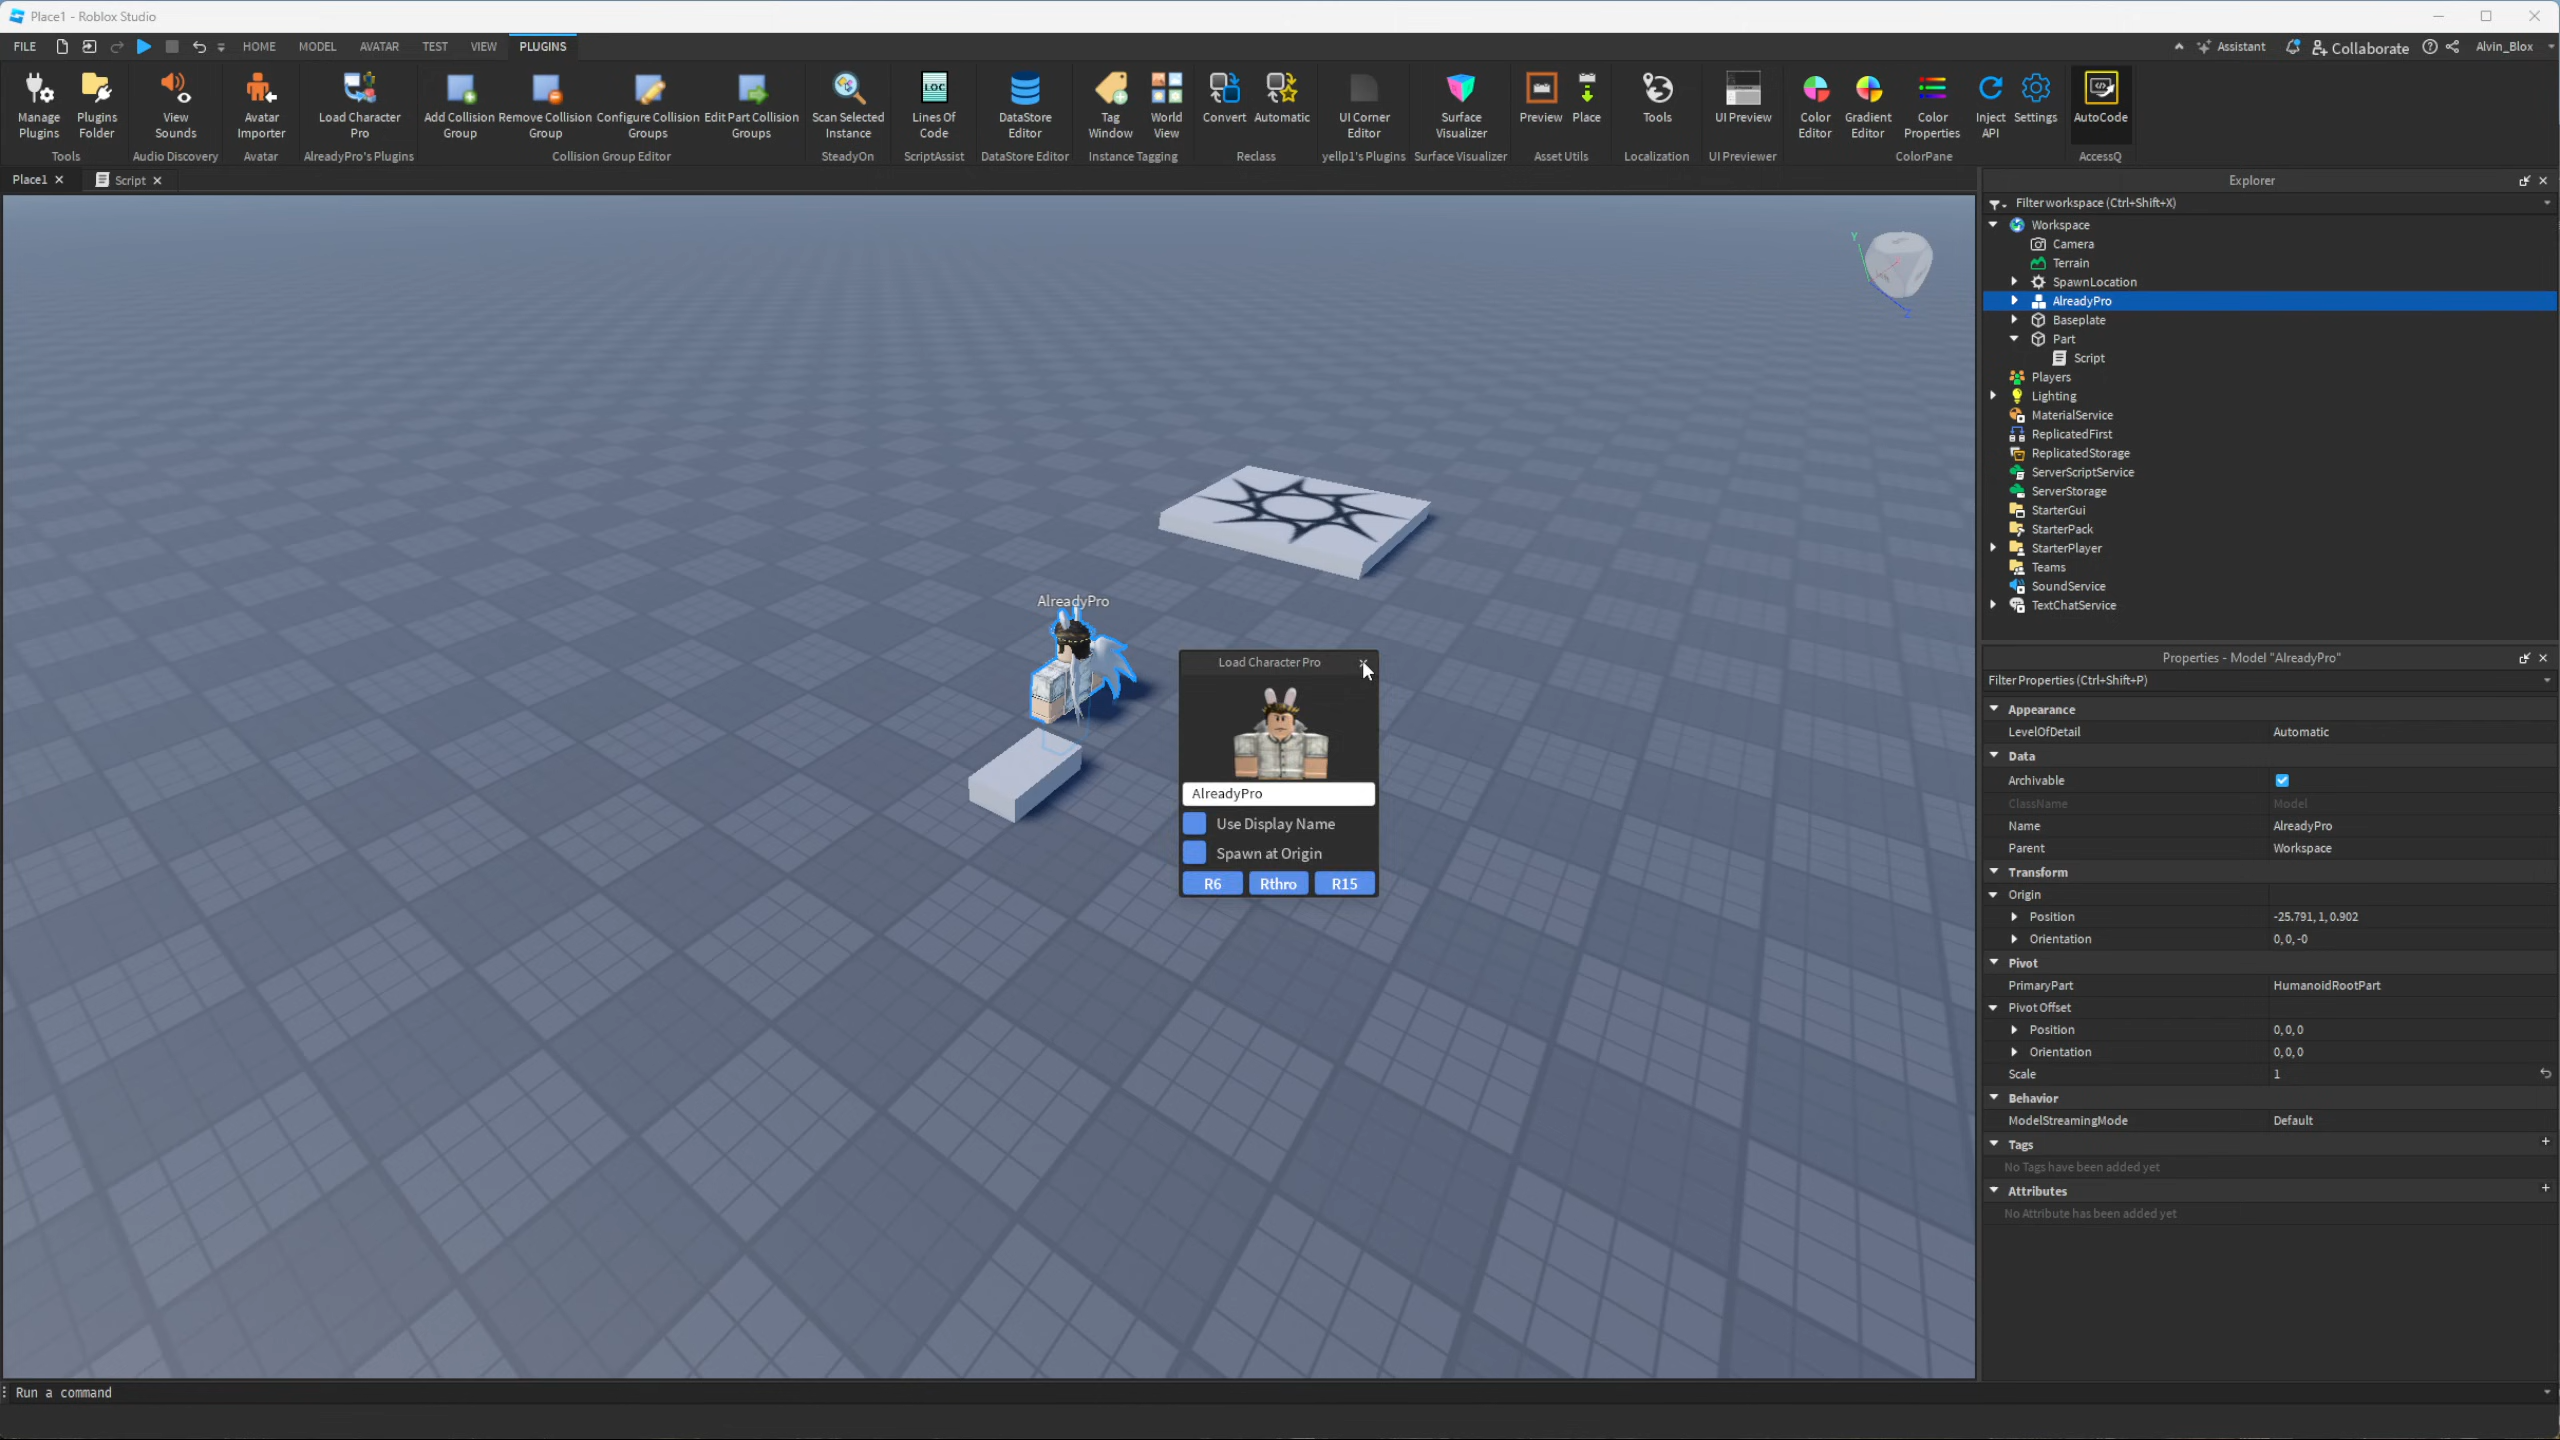 Place1 - Roblox Studio
FILE
HOME
MODEL
AVATAR
TEST
VIEW
PLUGINS
Assistant
Collaborate
Alvin_Blox
Manage
Plugins
Plugins
Folder
View
Sounds
Avatar
Importer
Load Character
Pro
Add Collision
Group
Remove Collision
Group
Configure Collision
Groups
Edit Part Collision
Groups
Scan Selected
Instance
LOC
Lines Of
Code
DataStore
Editor
Tag
Window
World
View
Convert
Automatic
UI Corner
Editor
Surface
Visualizer
Preview
Place
Tools
UI Preview
Color
Editor
Gradient
Editor
Color
Properties
Inject
API
Settings
AutoCode
Tools
Audio Discovery
Avatar
AlreadyPro's Plugins
Collision Group Editor
SteadyOn
ScriptAssist
DataStore Editor
Instance Tagging
Reclass
yellp1's Plugins
Surface Visualizer
Asset Utils
Localization
UI Previewer
ColorPane
AccessQ
Place1
Script
Y
Z
AlreadyPro
Load Character Pro
AlreadyPro
Use Display Name
Spawn at Origin
R6
Rthro
R15
Explorer
Filter workspace (Ctrl+Shift+X)
Workspace
Camera
Terrain
SpawnLocation
AlreadyPro
Baseplate
Part
Script
Players
Lighting
MaterialService
ReplicatedFirst
ReplicatedStorage
ServerScriptService
ServerStorage
StarterGui
StarterPack
StarterPlayer
Teams
SoundService
TextChatService
Properties - Model "AlreadyPro"
Filter Properties (Ctrl+Shift+P)
Appearance
LevelOfDetail Automatic
Data
Archivable
ClassName Model
Name AlreadyPro
Parent Workspace
Transform
Origin
Position -25.791, 1, 0.902
Orientation 0, 0, -0
Pivot
PrimaryPart HumanoidRootPart
Pivot Offset
Position 0, 0, 0
Orientation 0, 0, 0
Scale 1
Behavior
ModelStreamingMode Default
Tags
No Tags have been added yet
Attributes
No Attribute has been added yet
Run a command